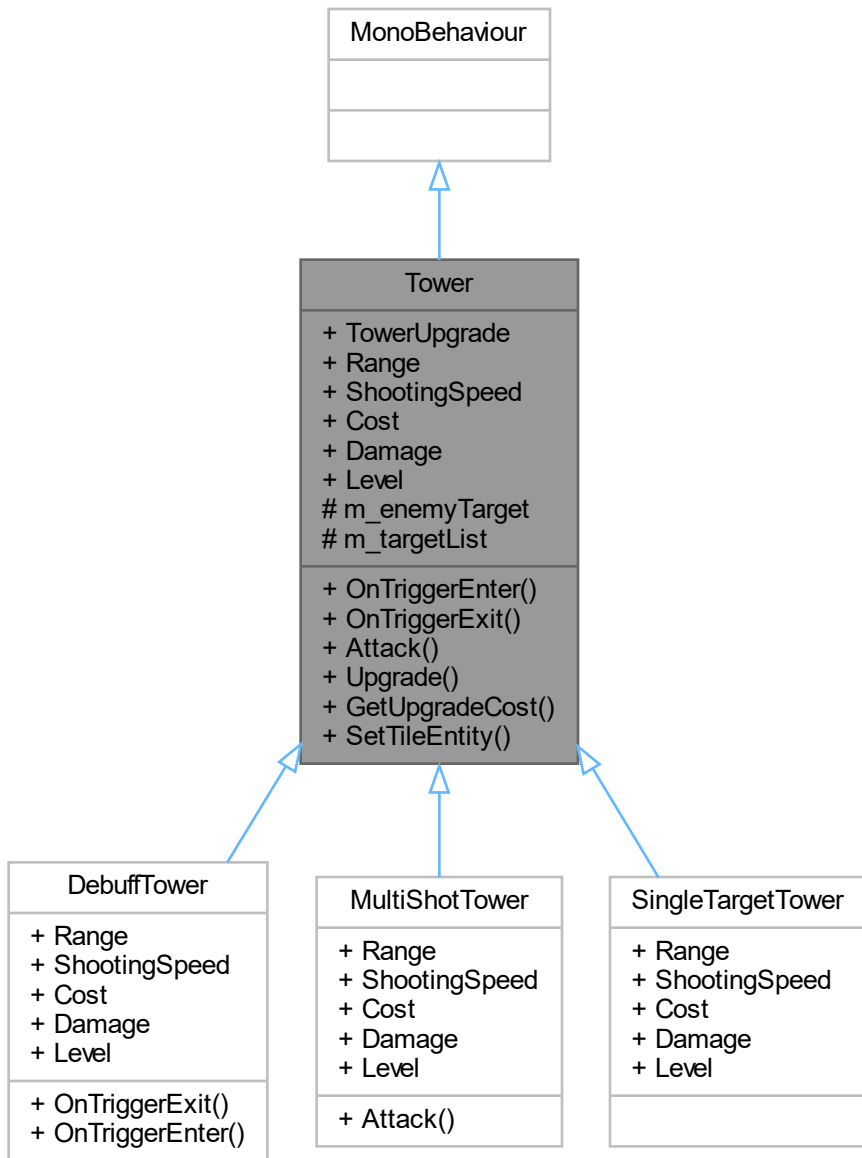 MonoBehaviour
Tower
+ TowerUpgrade
+ Range
+ ShootingSpeed
+ Cost
+ Damage
+ Level
# m_enemyTarget
# m_targetList
+ OnTriggerEnter()
+ OnTriggerExit()
+ Attack()
+ Upgrade()
+ GetUpgradeCost()
+ SetTileEntity()
DebuffTower
+ Range
+ ShootingSpeed
+ Cost
+ Damage
+ Level
+ OnTriggerExit()
+ OnTriggerEnter()
MultiShotTower
+ Range
+ ShootingSpeed
+ Cost
+ Damage
+ Level
+ Attack()
SingleTargetTower
+ Range
+ ShootingSpeed
+ Cost
+ Damage
+ Level